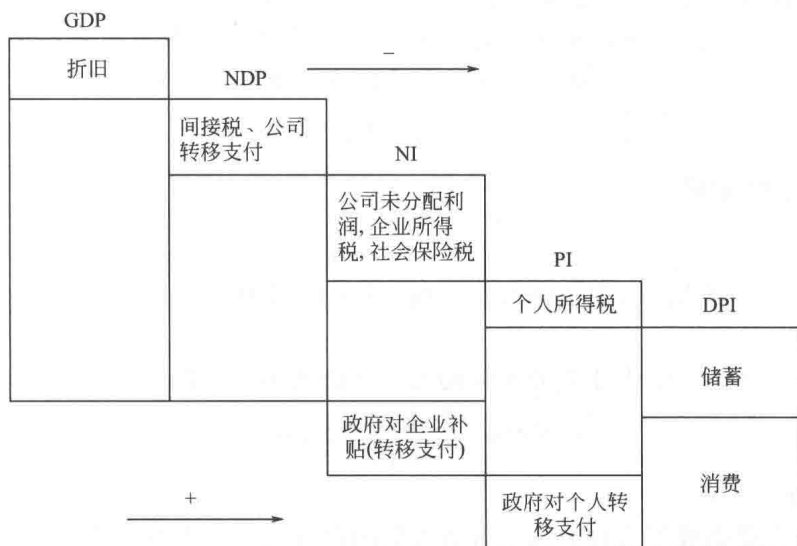 GDP
折旧
NDP
−
间接税、公司
转移支付
NI
公司未分配利
润,企业所得
税,社会保险税
PI
个人所得税
DPI
储蓄
政府对企业补
贴(转移支付)
消费
+
政府对个人转
移支付